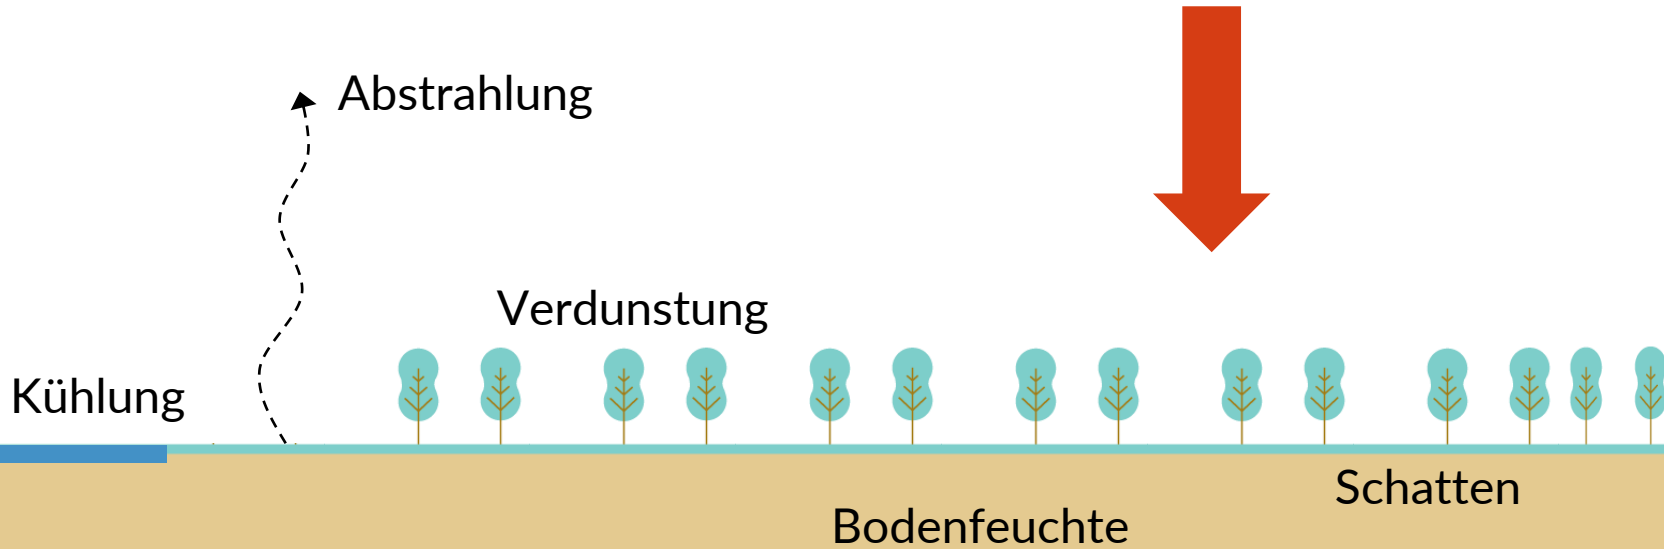 Abstrahlung
Verdunstung
Kühlung
Schatten
Bodenfeuchte